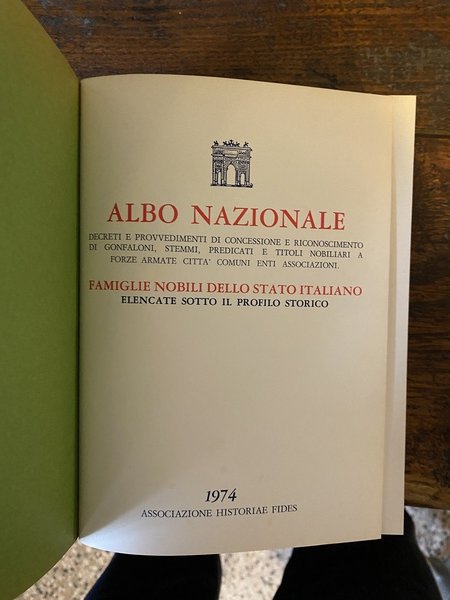 ALBO NAZIONALE
DECRETI E PROVVEDIMENTI DI CONCESSIONE E RICONOSCIMENTO
DI GONFALONI, STEMMI, PREDICATI E TITOLI NOBILIARI A
FORZE ARMATE CITTA' COMUNI ENTI ASSOCIAZIONI.
FAMIGLIE NOBILI DELLO STATO ITALIANO
ELENCATE SOTTO IL PROFILO STORICO
1974
ASSOCIAZIONE HISTORIAE FIDES